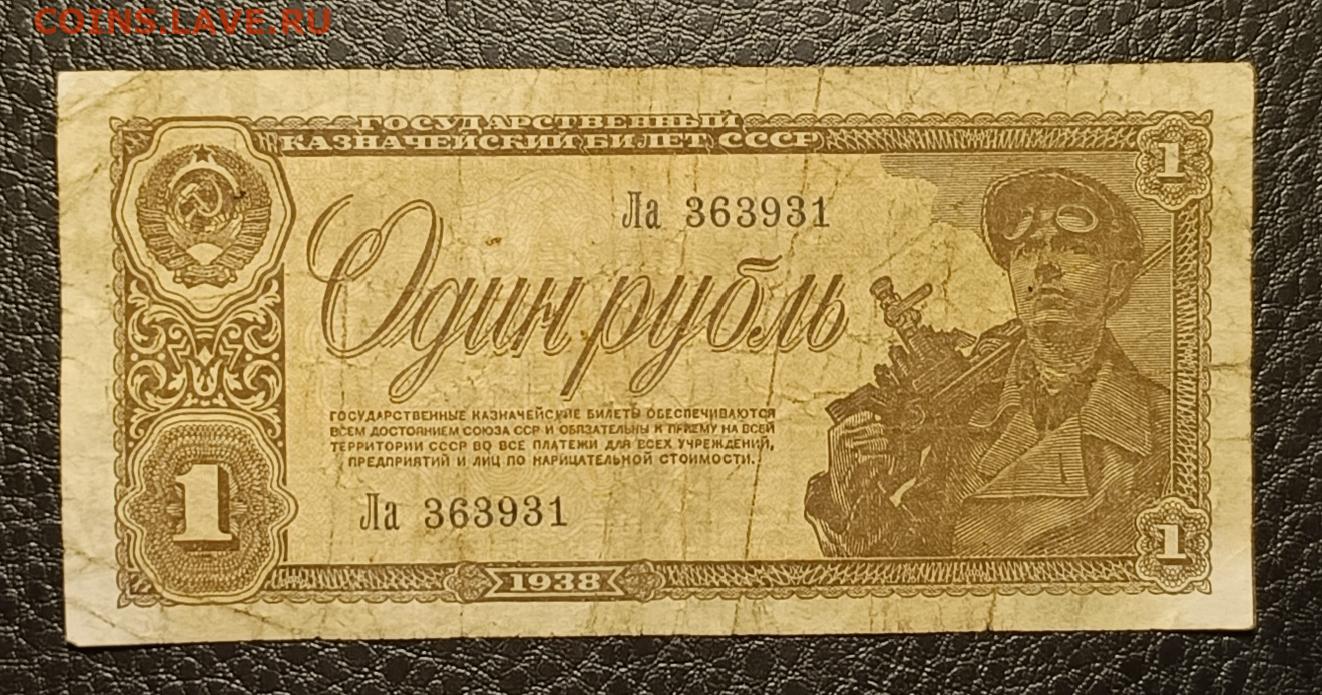 COINS.LAVE.RU
ГОСУДАРСТВЕННЫЙ
КАЗНАЧЕЙСКИЙ БИЛЕТ СССР
1
Ла 363931
Один рубль
ГОСУДАРСТВЕННЫЕ КАЗНАЧЕЙСКИЕ БИЛЕТЫ ОБЕСПЕЧИВАЮТСЯ
ВСЕМ ДОСТОЯНИЕМ СОЮЗА ССР И ОБЯЗАТЕЛЬНЫ К ПРИЕМУ НА ВСЕЙ
ТЕРРИТОРИИ СССР ВО ВСЕ ПЛАТЕЖИ ДЛЯ ВСЕХ УЧРЕЖДЕНИЙ,
ПРЕДПРИЯТИЙ И ЛИЦ ПО НАРИЦАТЕЛЬНОЙ СТОИМОСТИ.
1
Ла 363931
1
1938